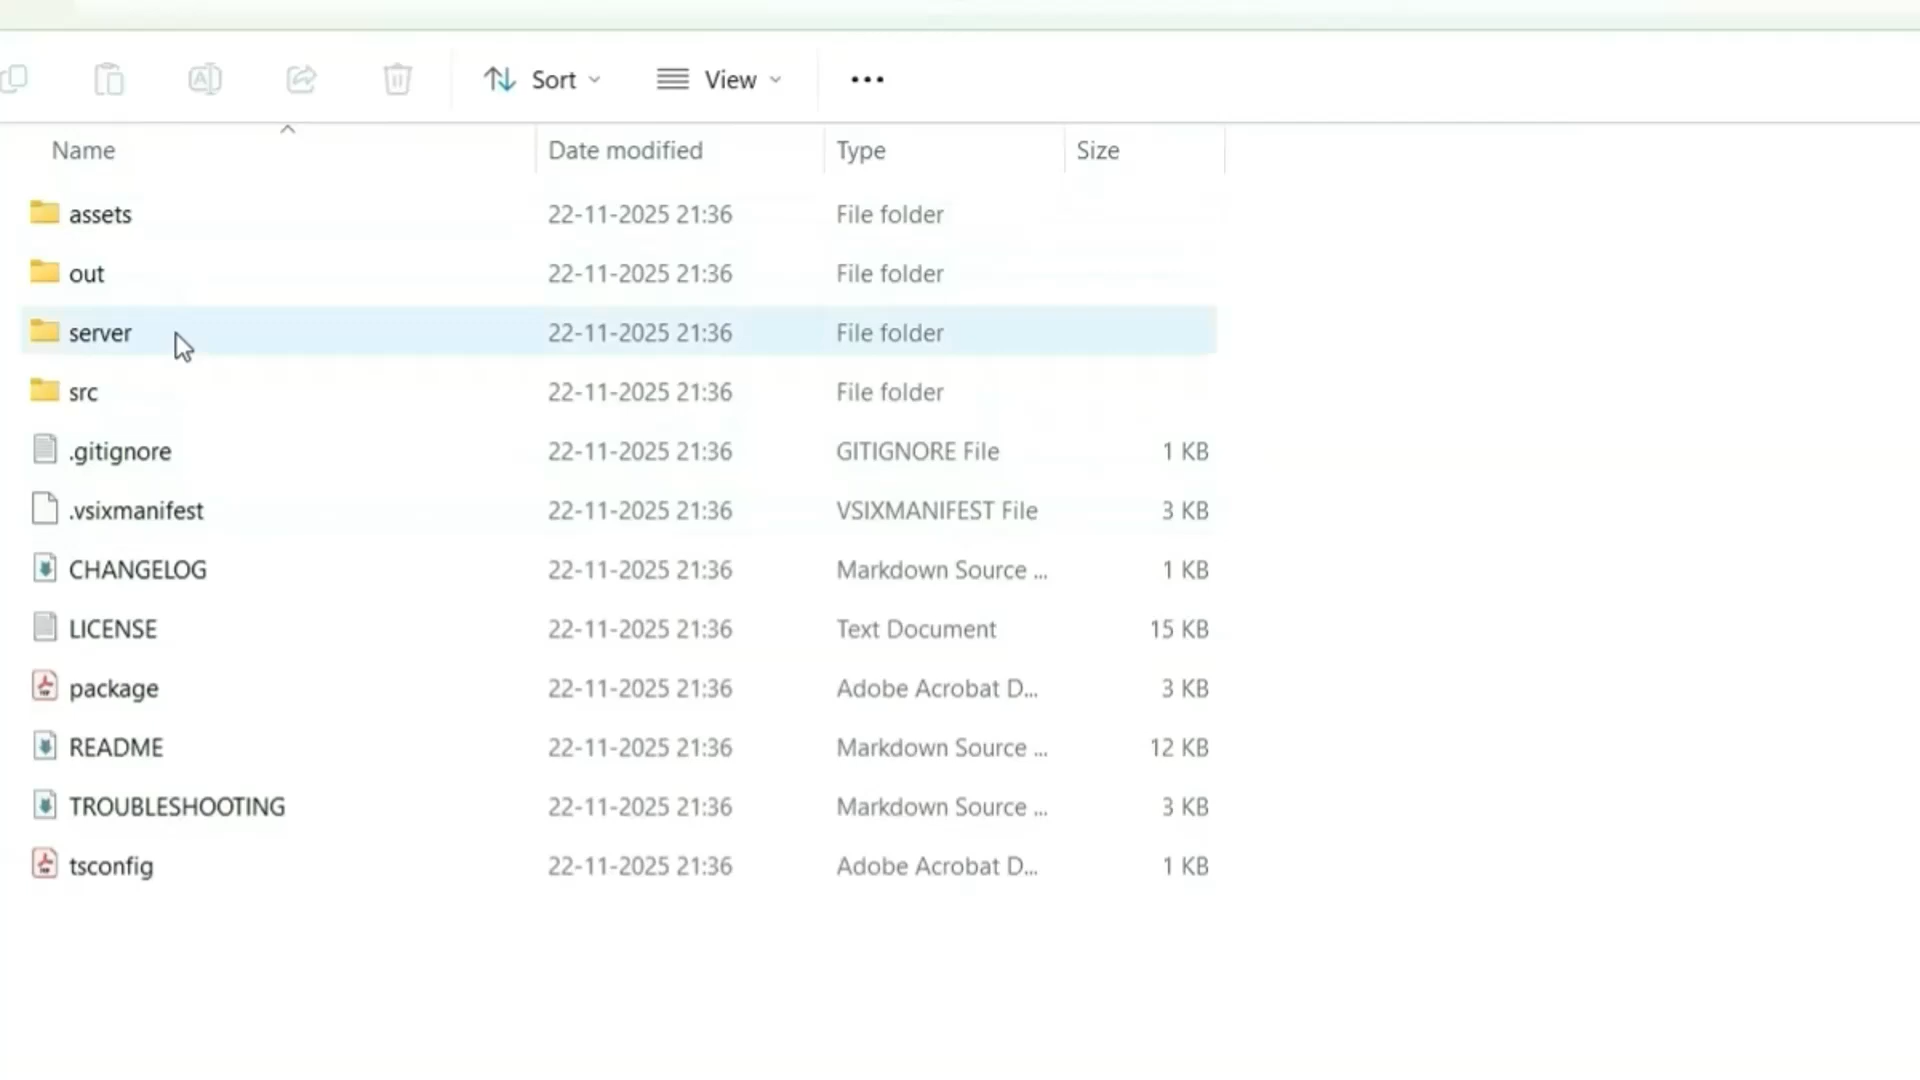 Sort View
Name Date modified Type Size
assets 22-11-2025 21:36 File folder
out 22-11-2025 21:36 File folder
server 22-11-2025 21:36 File folder
src 22-11-2025 21:36 File folder
.gitignore 22-11-2025 21:36 GITIGNORE File 1 KB
.vsixmanifest 22-11-2025 21:36 VSIXMANIFEST File 3 KB
CHANGELOG 22-11-2025 21:36 Markdown Source ... 1 KB
LICENSE 22-11-2025 21:36 Text Document 15 KB
package 22-11-2025 21:36 Adobe Acrobat D... 3 KB
README 22-11-2025 21:36 Markdown Source ... 12 KB
TROUBLESHOOTING 22-11-2025 21:36 Markdown Source ... 3 KB
tsconfig 22-11-2025 21:36 Adobe Acrobat D... 1 KB